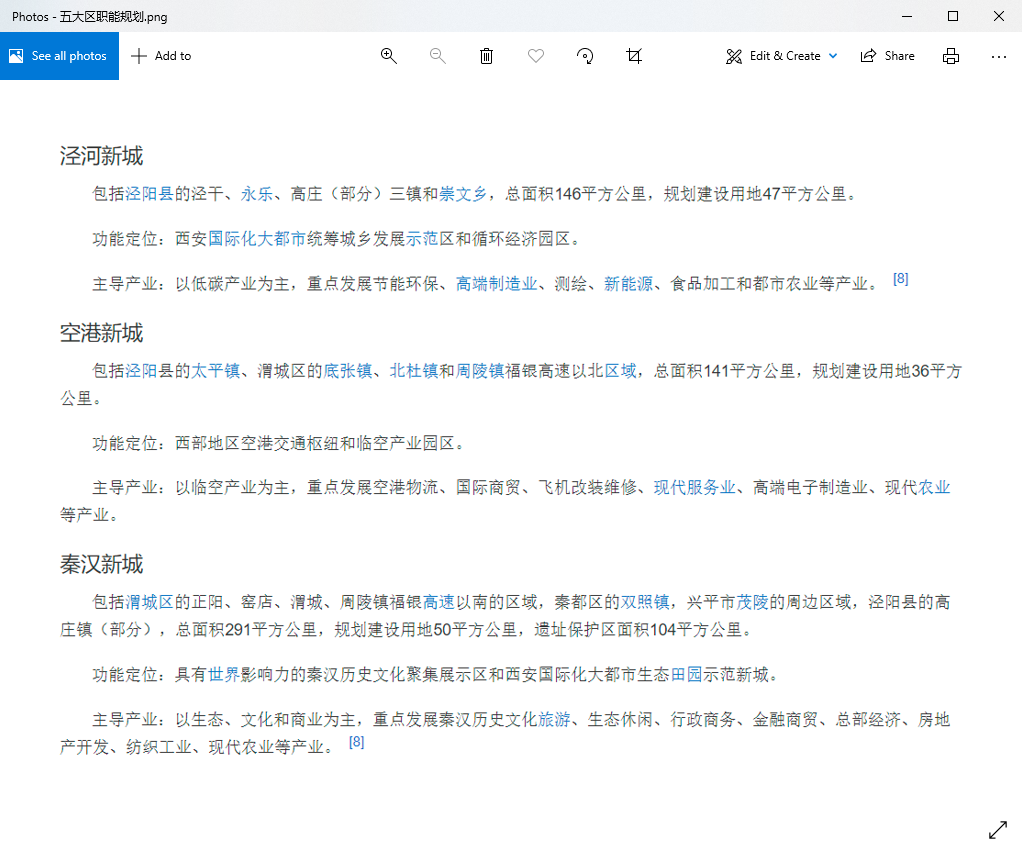 Photos - 五大区职能规划.png
See all photos
Add to
Edit & Create
Share
泾河新城
包括泾阳县的泾干、永乐、高庄（部分）三镇和崇文乡，总面积146平方公里，规划建设用地47平方公里。
功能定位：西安国际化大都市统筹城乡发展示范区和循环经济园区。
主导产业：以低碳产业为主，重点发展节能环保、高端制造业、测绘、新能源、食品加工和都市农业等产业。 [8]
空港新城
包括泾阳县的太平镇、渭城区的底张镇、北杜镇和周陵镇福银高速以北区域，总面积141平方公里，规划建设用地36平方
公里。
功能定位：西部地区空港交通枢纽和临空产业园区。
主导产业：以临空产业为主，重点发展空港物流、国际商贸、飞机改装维修、现代服务业、高端电子制造业、现代农业
等产业。
秦汉新城
包括渭城区的正阳、窑店、渭城、周陵镇福银高速以南的区域，秦都区的双照镇，兴平市茂陵的周边区域，泾阳县的高
庄镇（部分），总面积291平方公里，规划建设用地50平方公里，遗址保护区面积104平方公里。
功能定位：具有世界影响力的秦汉历史文化聚集展示区和西安国际化大都市生态田园示范新城。
主导产业：以生态、文化和商业为主，重点发展秦汉历史文化旅游、生态休闲、行政商务、金融商贸、总部经济、房地
产开发、纺织工业、现代农业等产业。 [8]